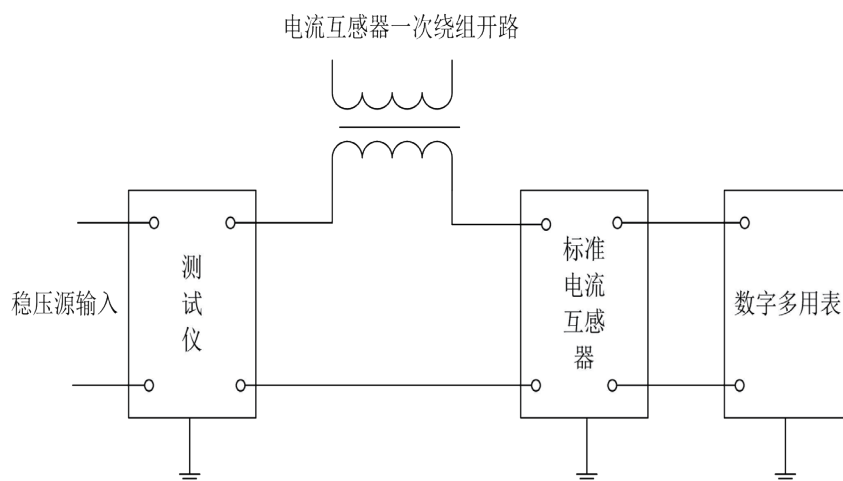 电流互感器一次绕组开路
稳压源输入
测
试
仪
标准
电流
互感
器
数字多用表